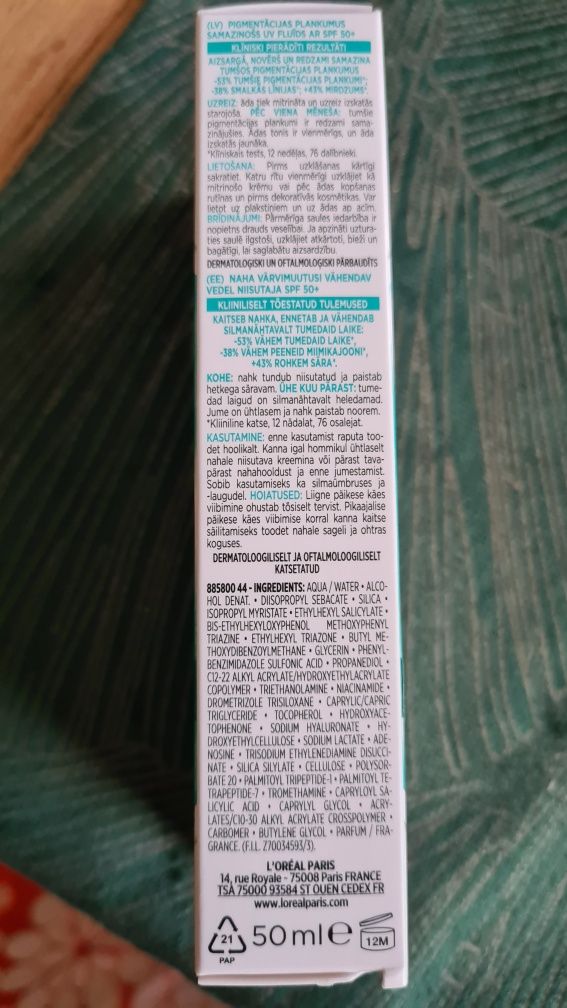 (LV) PIGMENTĀCIJAS PLANKUMUS
SAMAZINOŠS UV FLUĪDS AR SPF 50+
KLĪNISKI PIERĀDĪTI REZULTĀTI
AIZSARGĀ, NOVĒRŠ UN REDZAMI SAMAZINA
TUMŠOS PIGMENTĀCIJAS PLANKUMUS
-53% TUMŠIE PIGMENTĀCIJAS PLANKUMI*;
-38% SMALKĀS LĪNIJAS*; +43% MIRDZUMS*.
UZREIZ: āda tiek mitrināta un uzreiz izskatās
starojoša. PĒC VIENA MĒNEŠA: tumšie
pigmentācijas plankumi ir redzami sama-
zinājušies. Ādas tonis ir vienmērīgs, un āda
izskatās jaunāka.
*Klīniskais tests, 12 nedēļas, 76 dalībnieki.
LIETOŠANA: Pirms uzklāšanas kārtīgi
sakratiet. Katru rītu vienmērīgi uzklājiet kā
mitrinošo krēmu vai pēc ādas kopšanas
rutīnas un pirms dekoratīvās kosmētikas. Var
lietot uz plakstiņiem un uz ādas ap acīm.
BRĪDINĀJUMI: Pārmērīga saules iedarbība ir
nopietns drauds veselībai. Ja apzināti uztura-
ties saulē ilgstoši, uzklājiet atkārtoti, bieži un
bagātīgi, lai saglabātu aizsardzību.
DERMATOLOĢISKI UN OFTALMOLOĢISKI PĀRBAUDĪTS
(EE) NAHA VÄRVIMUUTUSI VÄHENDAV
VEDEL NIISUTAJA SPF 50+
KLIINILISELT TÕESTATUD TULEMUSED
KAITSEB NAHKA, ENNETAB JA VÄHENDAB
SILMANÄHTAVALT TUMEDAID LAIKE:
-53% VÄHEM TUMEDAID LAIKE*,
-38% VÄHEM PEENEID MIIMIKAJOONI*,
+43% ROHKEM SÄRA*.
KOHE: nahk tundub niisutatud ja paistab
hetkega säravam. ÜHE KUU PÄRAST: tume-
dad laigud on silmanähtavalt heledamad.
Jume on ühtlasem ja nahk paistab noorem.
*Kliiniline katse, 12 nädalat, 76 osalejat.
KASUTAMINE: enne kasutamist raputa too-
det hoolikalt. Kanna igal hommikul ühtlaselt
nahale niisutava kreemina või pärast tava-
pärast nahahooldust ja enne jumestamist.
Sobib kasutamiseks ka silmaümbruses ja
-laugudel. HOIATUSED: Liigne päikese käes
viibimine ohustab tõsiselt tervist. Pikaajalise
päikese käes viibimise korral kanna kaitse
säilitamiseks toodet nahale sageli ja ohtras
koguses.
DERMATOLOOGILISELT JA OFTALMOLOOGILISELT
KATSETATUD
885800 44 - INGREDIENTS: AQUA / WATER • ALCO-
HOL DENAT. • DIISOPROPYL SEBACATE • SILICA •
ISOPROPYL MYRISTATE • ETHYLHEXYL SALICYLATE •
BIS-ETHYLHEXYLOXYPHENOL METHOXYPHENYL
TRIAZINE • ETHYLHEXYL TRIAZONE • BUTYL ME-
THOXYDIBENZOYLMETHANE • GLYCERIN • PHENYL-
BENZIMIDAZOLE SULFONIC ACID • PROPANEDIOL •
C12-22 ALKYL ACRYLATE/HYDROXYETHYLACRYLATE
COPOLYMER • TRIETHANOLAMINE • NIACINAMIDE •
DROMETRIZOLE TRISILOXANE • CAPRYLIC/CAPRIC
TRIGLYCERIDE • TOCOPHEROL • HYDROXYACE-
TOPHENONE • SODIUM HYALURONATE • HY-
DROXYETHYLCELLULOSE • SODIUM LACTATE • ADE-
NOSINE • TRISODIUM ETHYLENEDIAMINE DISUCCI-
NATE • SILICA SILYLATE • CELLULOSE • POLYSOR-
BATE 20 • PALMITOYL TRIPEPTIDE-1 • PALMITOYL TE-
TRAPEPTIDE-7 • TROMETHAMINE • CAPRYLOYL SA-
LICYLIC ACID • CAPRYLYL GLYCOL • ACRY-
LATES/C10-30 ALKYL ACRYLATE CROSSPOLYMER •
CARBOMER • BUTYLENE GLYCOL • PARFUM / FRA-
GRANCE. (F.I.L. Z70034593/3).
L'ORÉAL PARIS
14, rue Royale - 75008 Paris FRANCE
TSA 75000 93584 ST OUEN CEDEX FR
www.lorealparis.com
21 50 ml e 12M
PAP